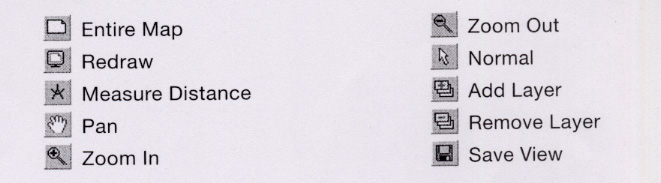 Entire Map
Redraw
Measure Distance
Pan
Zoom In
Zoom Out
Normal
Add Layer
Remove Layer
Save View